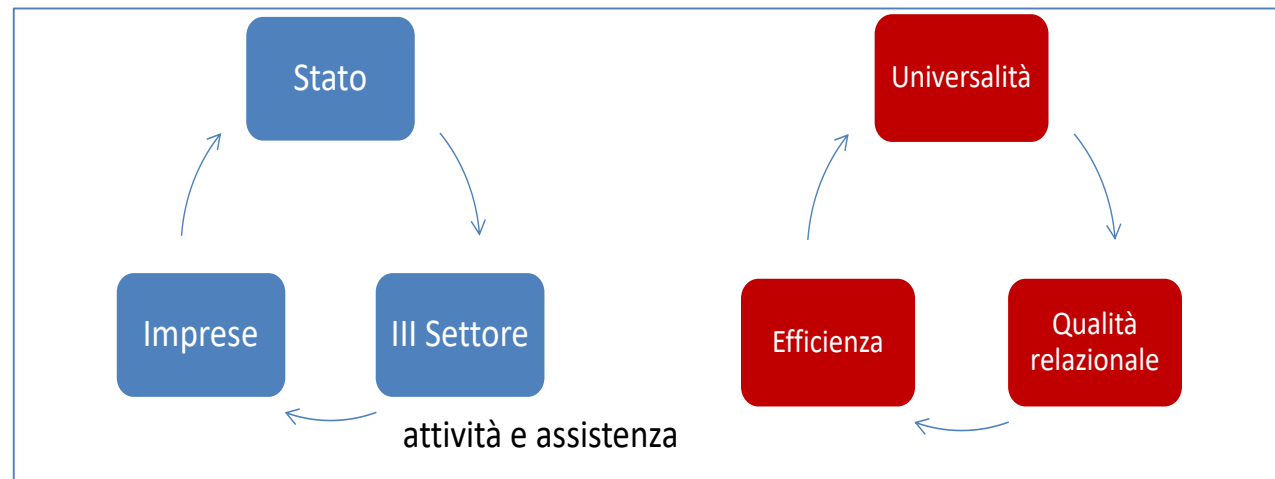 Stato
Imprese
III Settore
attività e assistenza
Universalità
Efficienza
Qualità
relazionale